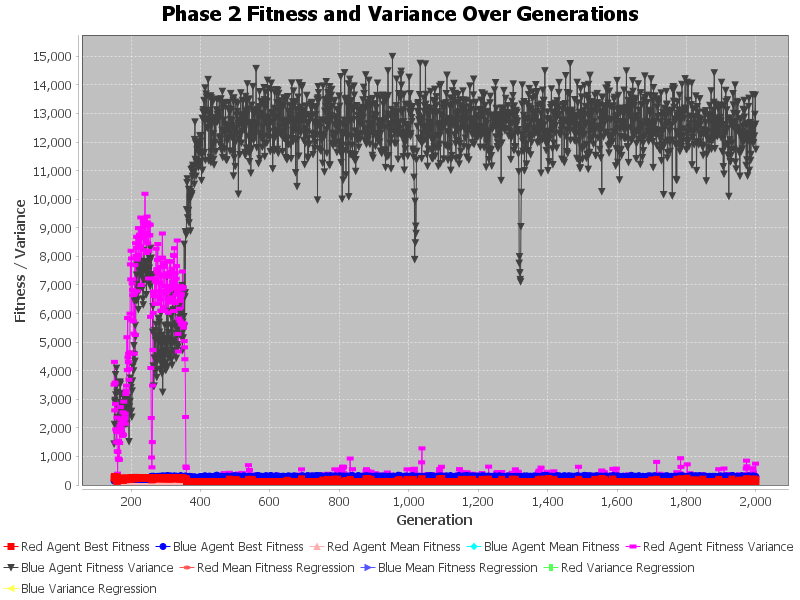 Phase 2 Fitness and Variance Over Generations
15,000
14,000
13,000
12,000
11,000
10,000
9,000
8,000
7,000
6,000
5,000
4,000
3,000
2,000
1,000
0
Fitness / Variance
200 400 600 800 1,000 1,200 1,400 1,600 1,800 2,000
Generation
Red Agent Best Fitness Blue Agent Best Fitness Red Agent Mean Fitness Blue Agent Mean Fitness Red Agent Fitness Variance
Blue Agent Fitness Variance Red Mean Fitness Regression Blue Mean Fitness Regression Red Variance Regression
Blue Variance Regression